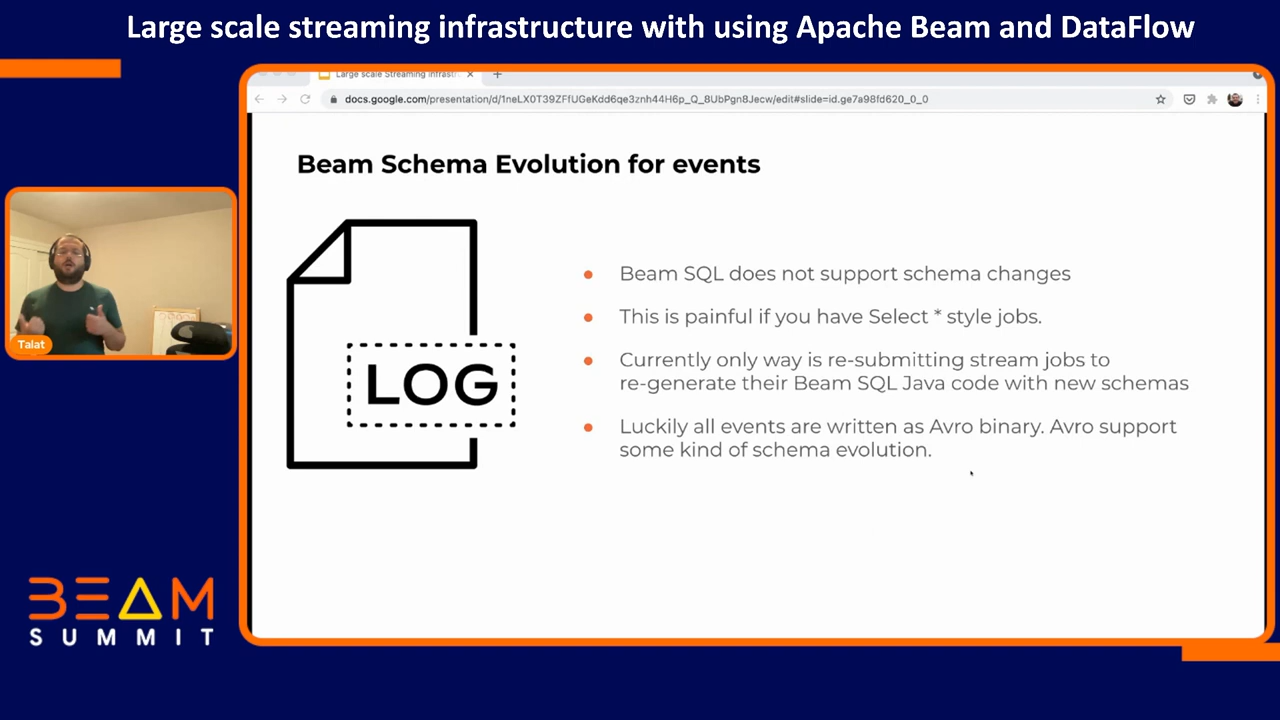 Large scale streaming infrastructure with using Apache Beam and DataFlow
Large scale Streaming infrast
docs.google.com/presentation/d/1neLX0T39ZFfUGeKdd6qe3znh44H6p_Q_8UbPgn8Jecw/edit#slide=id.ge7a98fd620_0_0
Beam Schema Evolution for events
LOG
Beam SQL does not support schema changes
This is painful if you have Select * style jobs.
Currently only way is re-submitting stream jobs to
re-generate their Beam SQL Java code with new schemas
Luckily all events are written as Avro binary. Avro support
some kind of schema evolution.
Talat
BEAM
SUMMIT